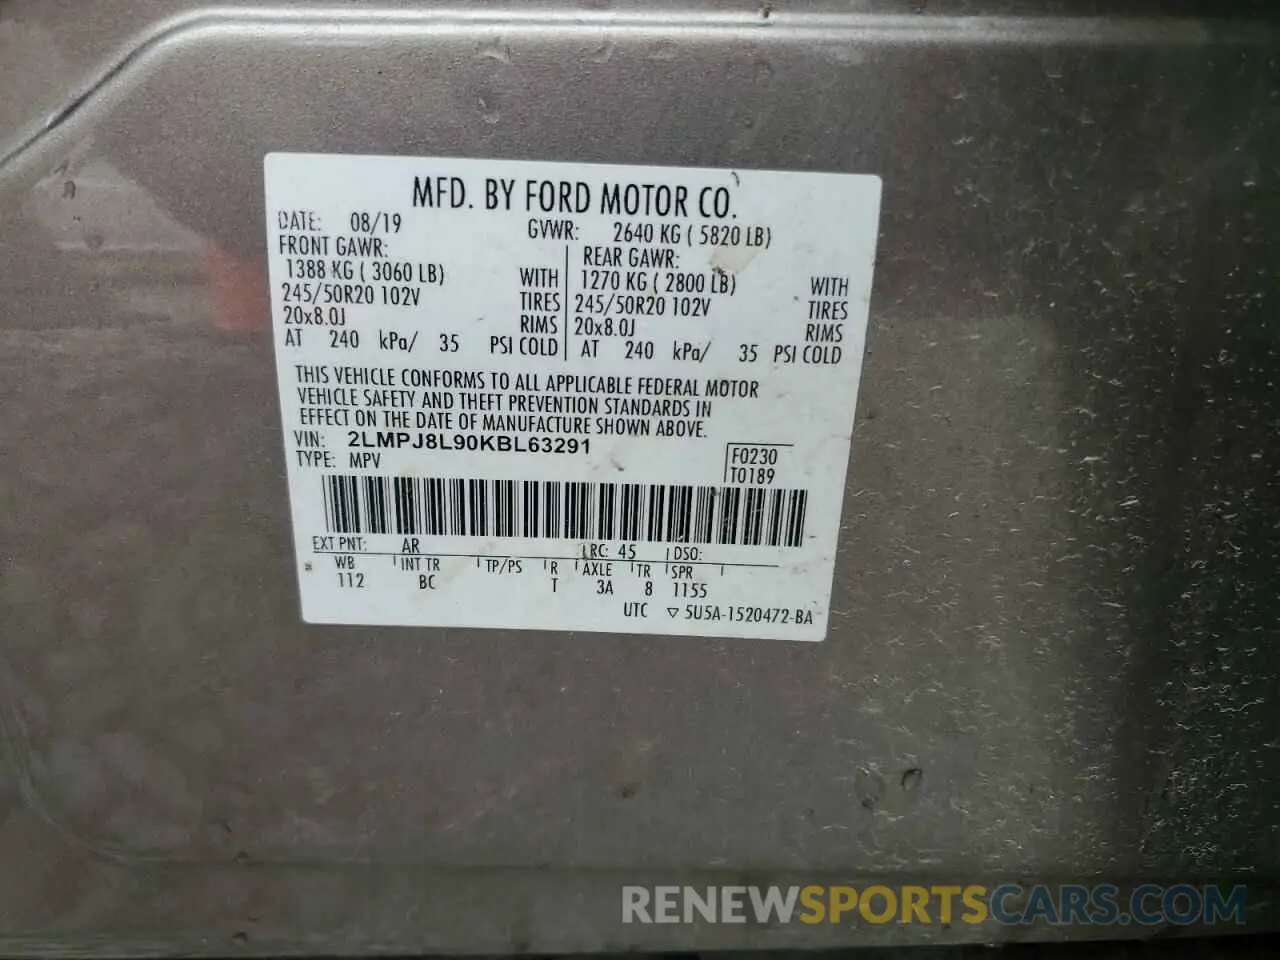 MFD. BY FORD MOTOR CO.
DATE: 08/19 GVWR: 2640 KG ( 5820 LB)
FRONT GAWR: REAR GAWR:
1388 KG ( 3060 LB) WITH 1270 KG ( 2800 LB) WITH
245/50R20 102V TIRES 245/50R20 102V TIRES
20x8.0J RIMS 20x8.0J RIMS
AT 240 kPa/ 35 PSI COLD AT 240 kPa/ 35 PSI COLD
THIS VEHICLE CONFORMS TO ALL APPLICABLE FEDERAL MOTOR
VEHICLE SAFETY AND THEFT PREVENTION STANDARDS IN
EFFECT ON THE DATE OF MANUFACTURE SHOWN ABOVE.
VIN: 2LMPJ8L90KBL63291
TYPE: MPV
F0230
T0189
EXT PNT: AR RC: 45 DSO:
WB INT TR TP/PS R AXLE TR SPR
112 BC T 3A 8 1155
UTC ▽ 5U5A-1520472-BA
RENEWSPORTSCARS.COM